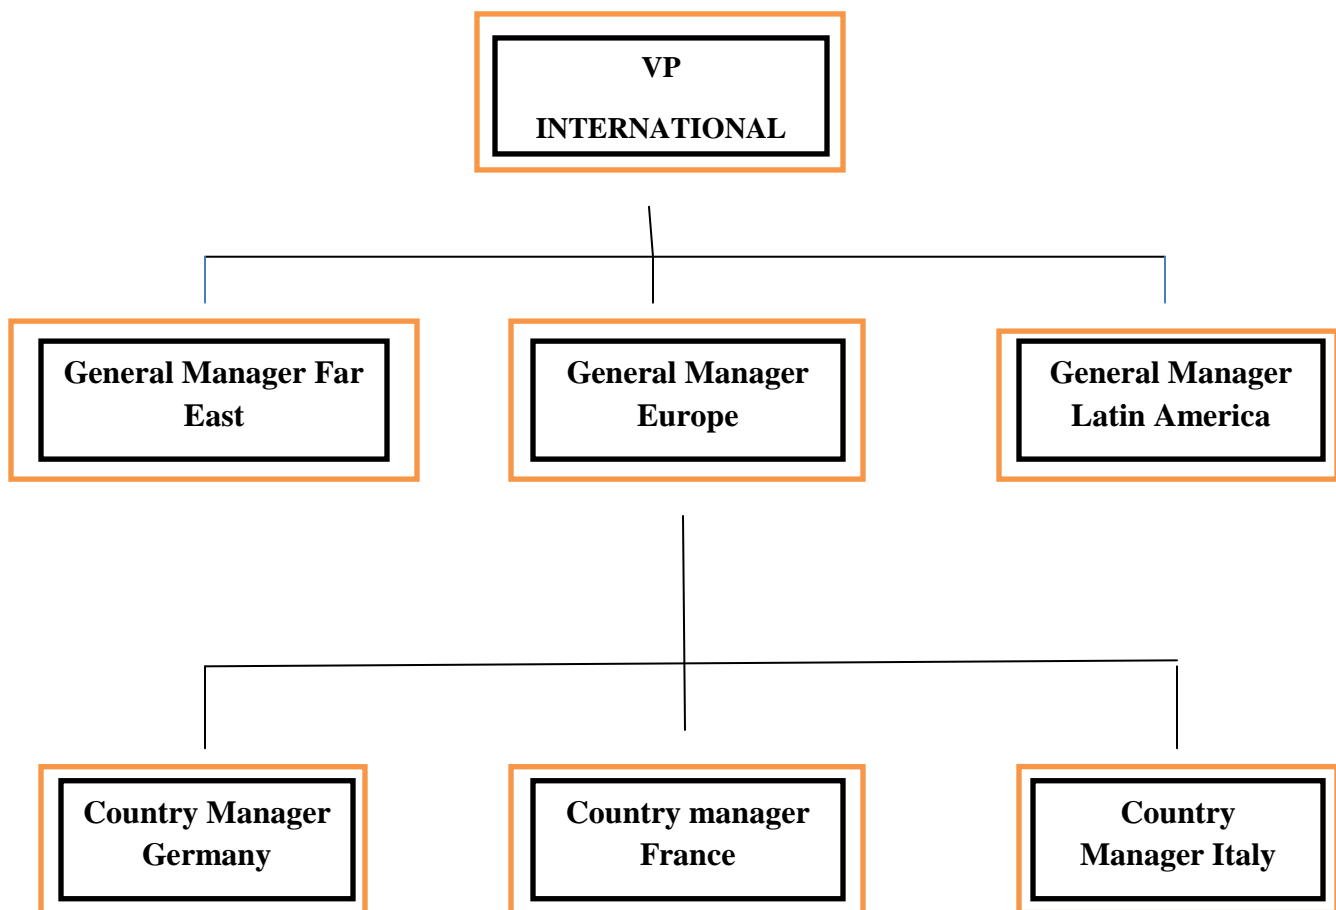 VP
INTERNATIONAL
General Manager Far
East
General Manager
Europe
General Manager
Latin America
Country Manager
Germany
Country manager
France
Country
Manager Italy